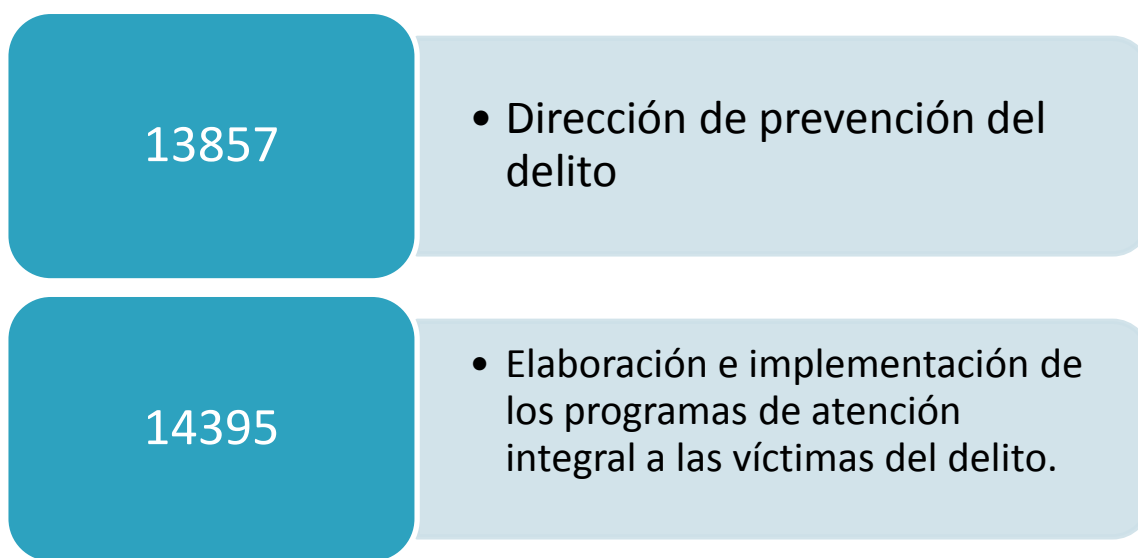 13857
• Dirección de prevención del
delito
14395
• Elaboración e implementación de
los programas de atención
integral a las víctimas del delito.